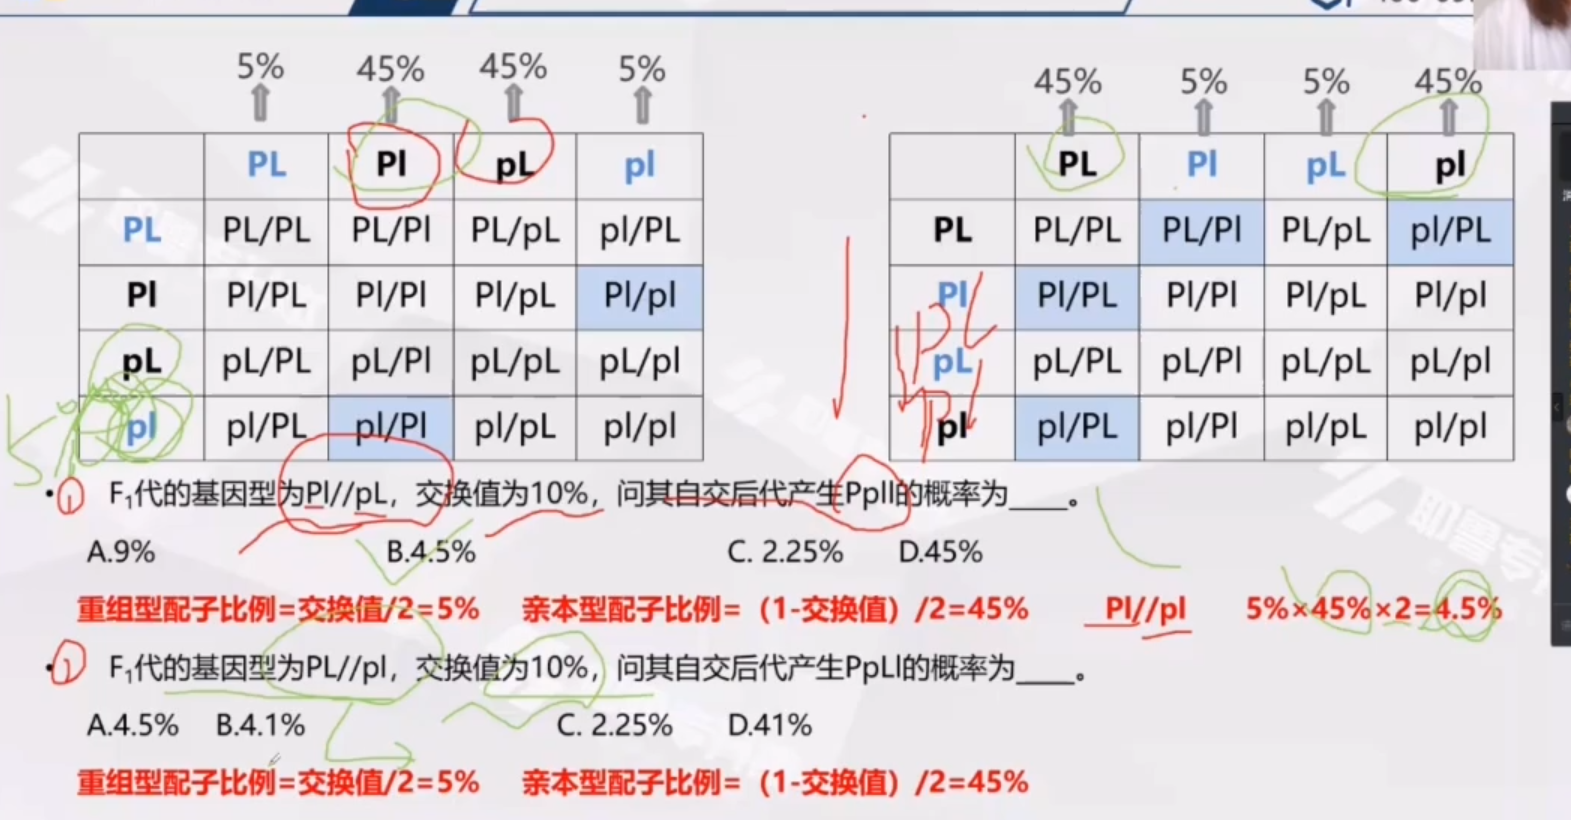 5% 45% 45% 5%
PL Pl pL pl
PL PL/PL PL/Pl PL/pL pl/PL
Pl Pl/PL Pl/Pl Pl/pL Pl/pl
pL pL/PL pL/Pl pL/pL pL/pl
pl pl/PL pl/Pl pl/pL pl/pl
45% 5% 5% 45%
PL Pl pL pl
PL PL/PL PL/Pl PL/pL pl/PL
Pl Pl/PL Pl/Pl Pl/pL Pl/pl
pL pL/PL pL/Pl pL/pL pL/pl
pl pl/PL pl/Pl pl/pL pl/pl
• F₁代的基因型为Pl//pL，交换值为10%，问其自交后代产生Ppll的概率为____。
A.9% B.4.5% C. 2.25% D.45%
重组型配子比例=交换值/2=5% 亲本型配子比例=（1-交换值）/2=45% Pl//pl 5%×45%×2=4.5%
• F₁代的基因型为PL//pl，交换值为10%，问其自交后代产生PpLl的概率为____。
A.4.5% B.4.1% C. 2.25% D.41%
重组型配子比例=交换值/2=5% 亲本型配子比例=（1-交换值）/2=45%